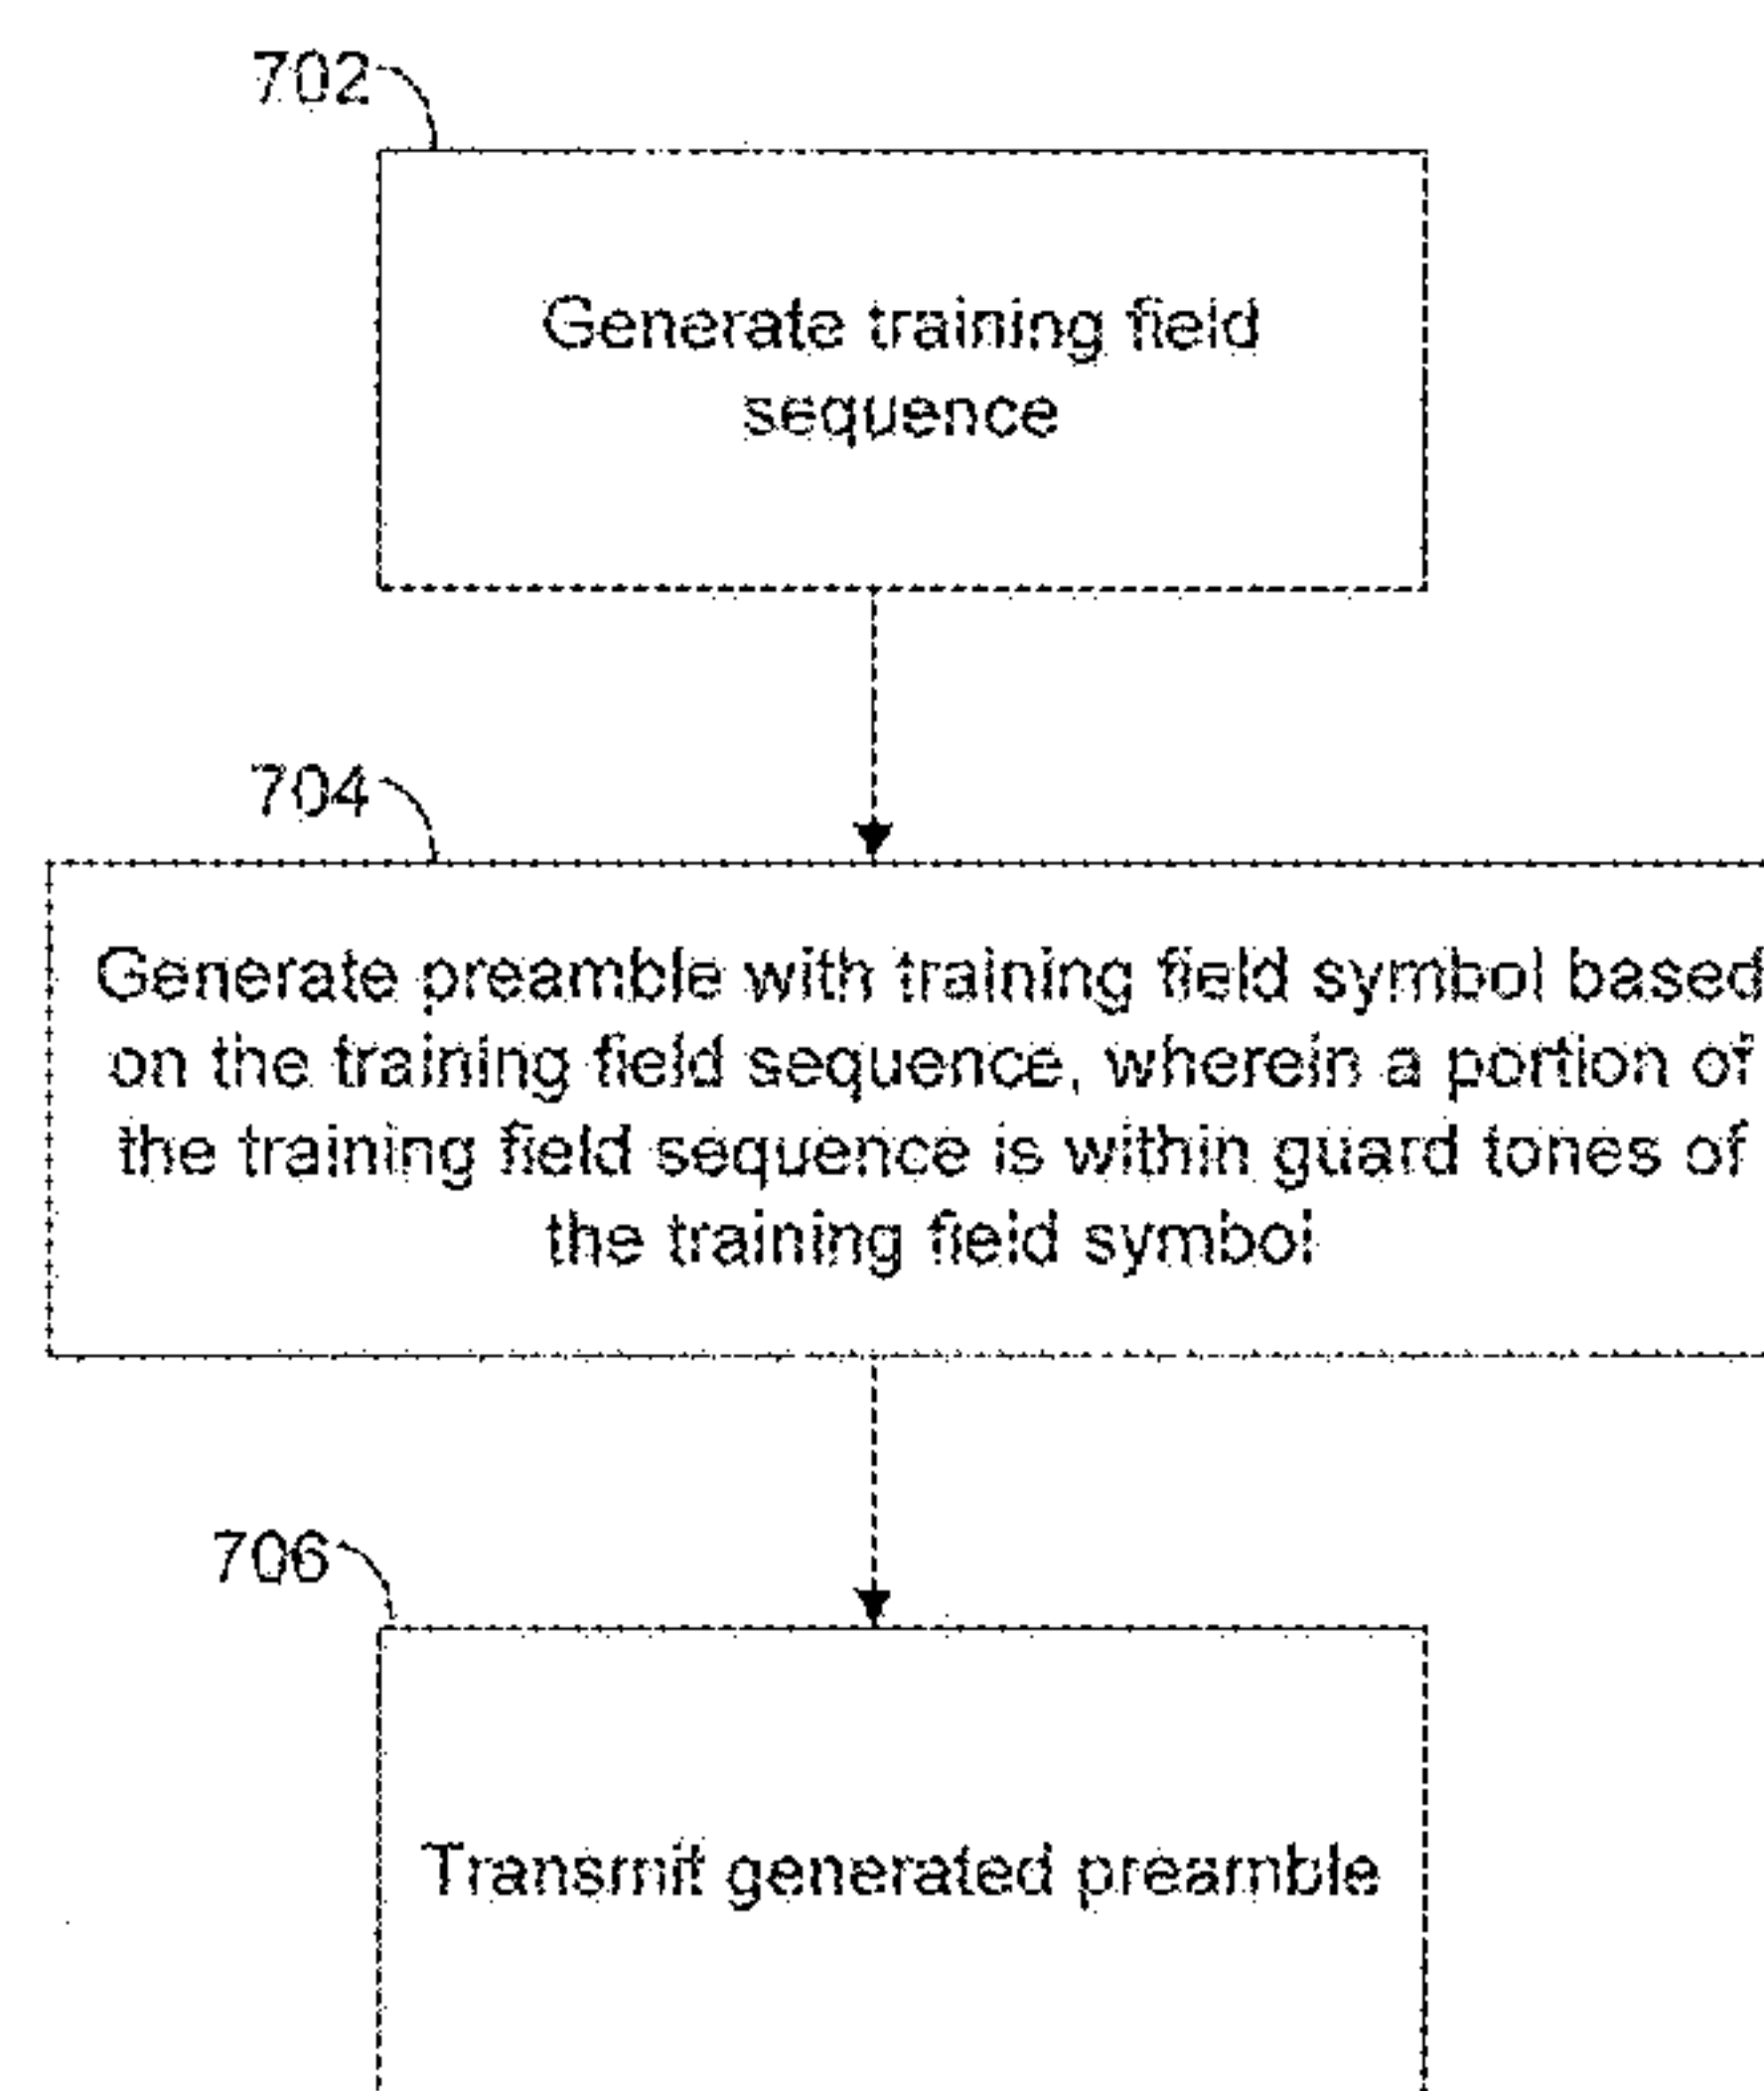 702
Generate training field
sequence
704
Generate preamble with training field symbol based
on the training field sequence, wherein a portion of
the training field sequence is within guard tones of
the training field symbol
706
Transmit generated preamble